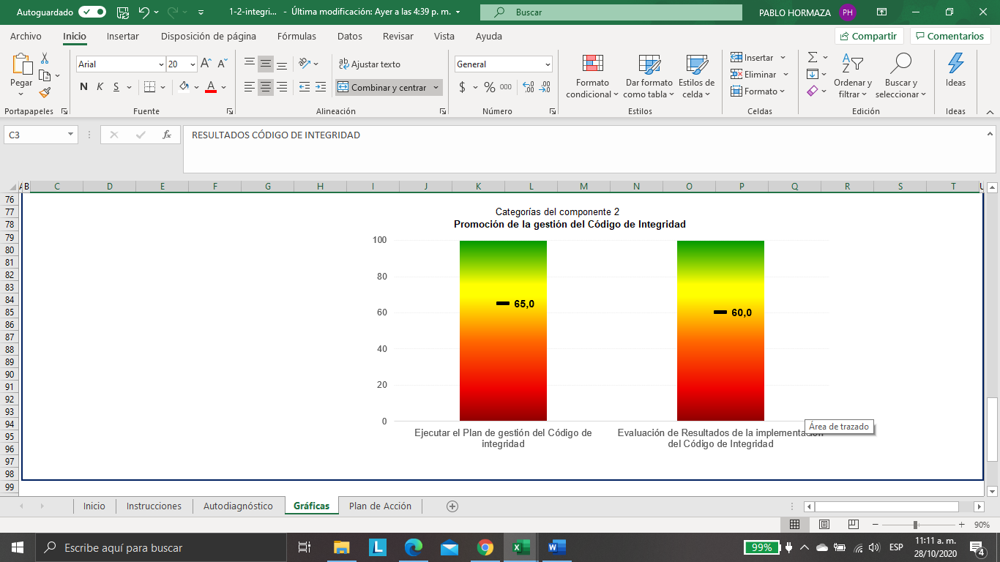 Autoguardado
1-2-integri... - Última modificación: Ayer a las 4:39 p. m.
Buscar
PABLO HORMAZA
PH
Archivo Inicio Insertar Disposición de página Fórmulas Datos Revisar Vista Ayuda
Compartir Comentarios
Pegar
Arial 20
N K S
Ajustar texto
Combinar y centrar
General
$ % 000
Formato condicional
Dar formato como tabla
Estilos de celda
Insertar
Eliminar
Formato
Ordenar y filtrar
Buscar y seleccionar
Ideas
Portapapeles Fuente Alineación Número Estilos Celdas Edición Ideas
C3
fx
RESULTADOS CÓDIGO DE INTEGRIDAD
A B C D E F G H I J K L M N O P Q R S T U
76
77
78
79
80
81
82
83
84
85
86
87
88
89
90
91
92
93
94
95
96
97
98
99
Categorías del componente 2
Promoción de la gestión del Código de Integridad
100
80
60
40
20
0
65,0
60,0
Ejecutar el Plan de gestión del Código de
integridad
Evaluación de Resultados de la implementación
del Código de Integridad
Área de trazado
Inicio Instrucciones Autodiagnóstico Gráficas Plan de Acción
90%
Escribe aquí para buscar
L
99%
ESP
11:11 a. m.
28/10/2020
4